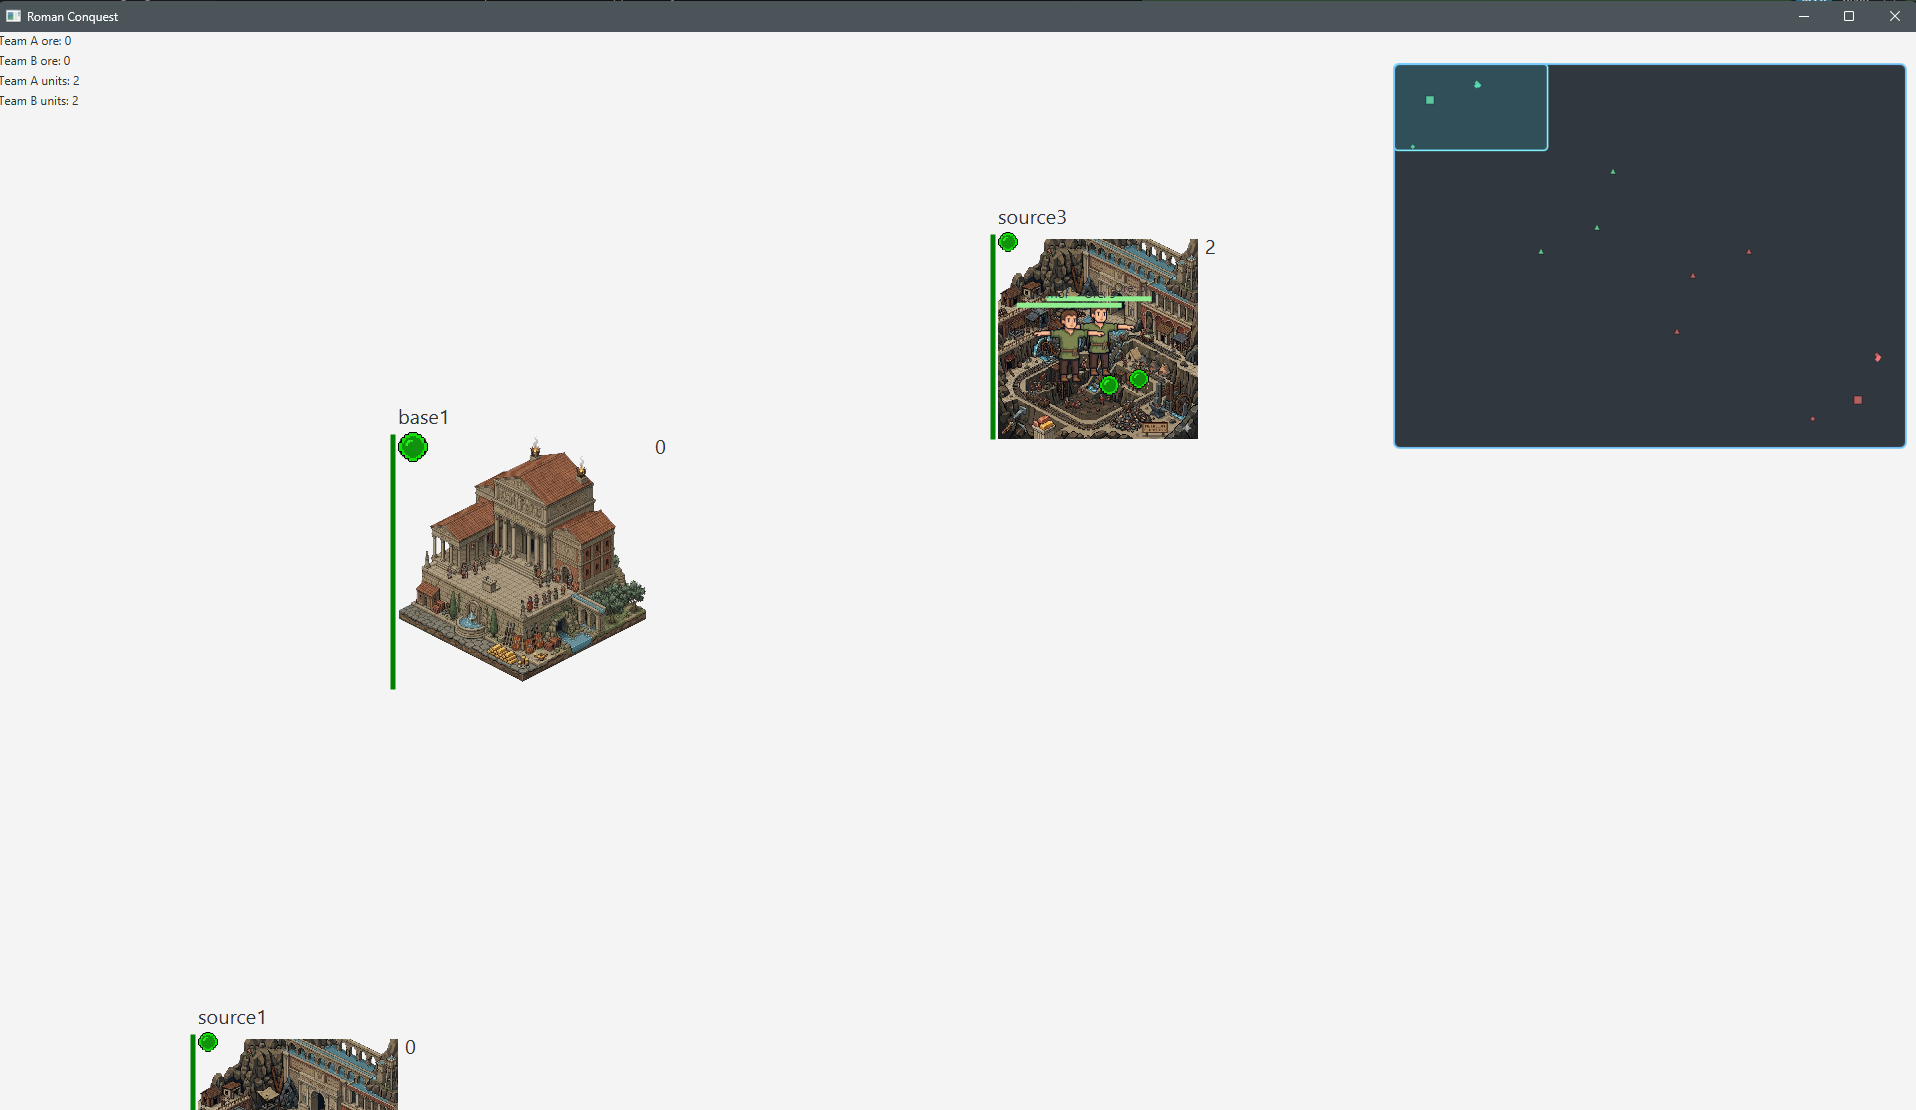 Roman Conquest
Team A ore: 0
Team B ore: 0
Team A units: 2
Team B units: 2
source3
2
base1
0
source1
0